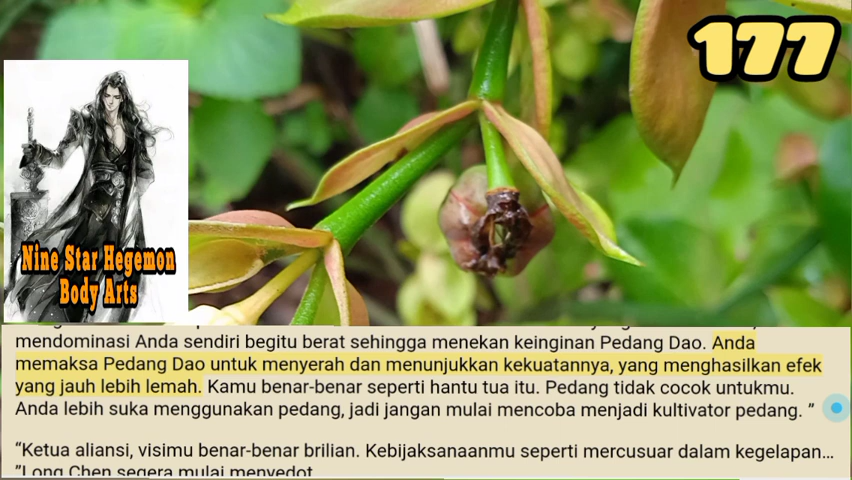 177
Nine Star Hegemon
Body Arts
mendominasi Anda sendiri begitu berat sehingga menekan keinginan Pedang Dao. Anda
memaksa Pedang Dao untuk menyerah dan menunjukkan kekuatannya, yang menghasilkan efek
yang jauh lebih lemah. Kamu benar-benar seperti hantu tua itu. Pedang tidak cocok untukmu.
Anda lebih suka menggunakan pedang, jadi jangan mulai mencoba menjadi kultivator pedang. ”
“Ketua aliansi, visimu benar-benar brilian. Kebijaksanaanmu seperti mercusuar dalam kegelapan…
”Long Chen segera mulai menyedot